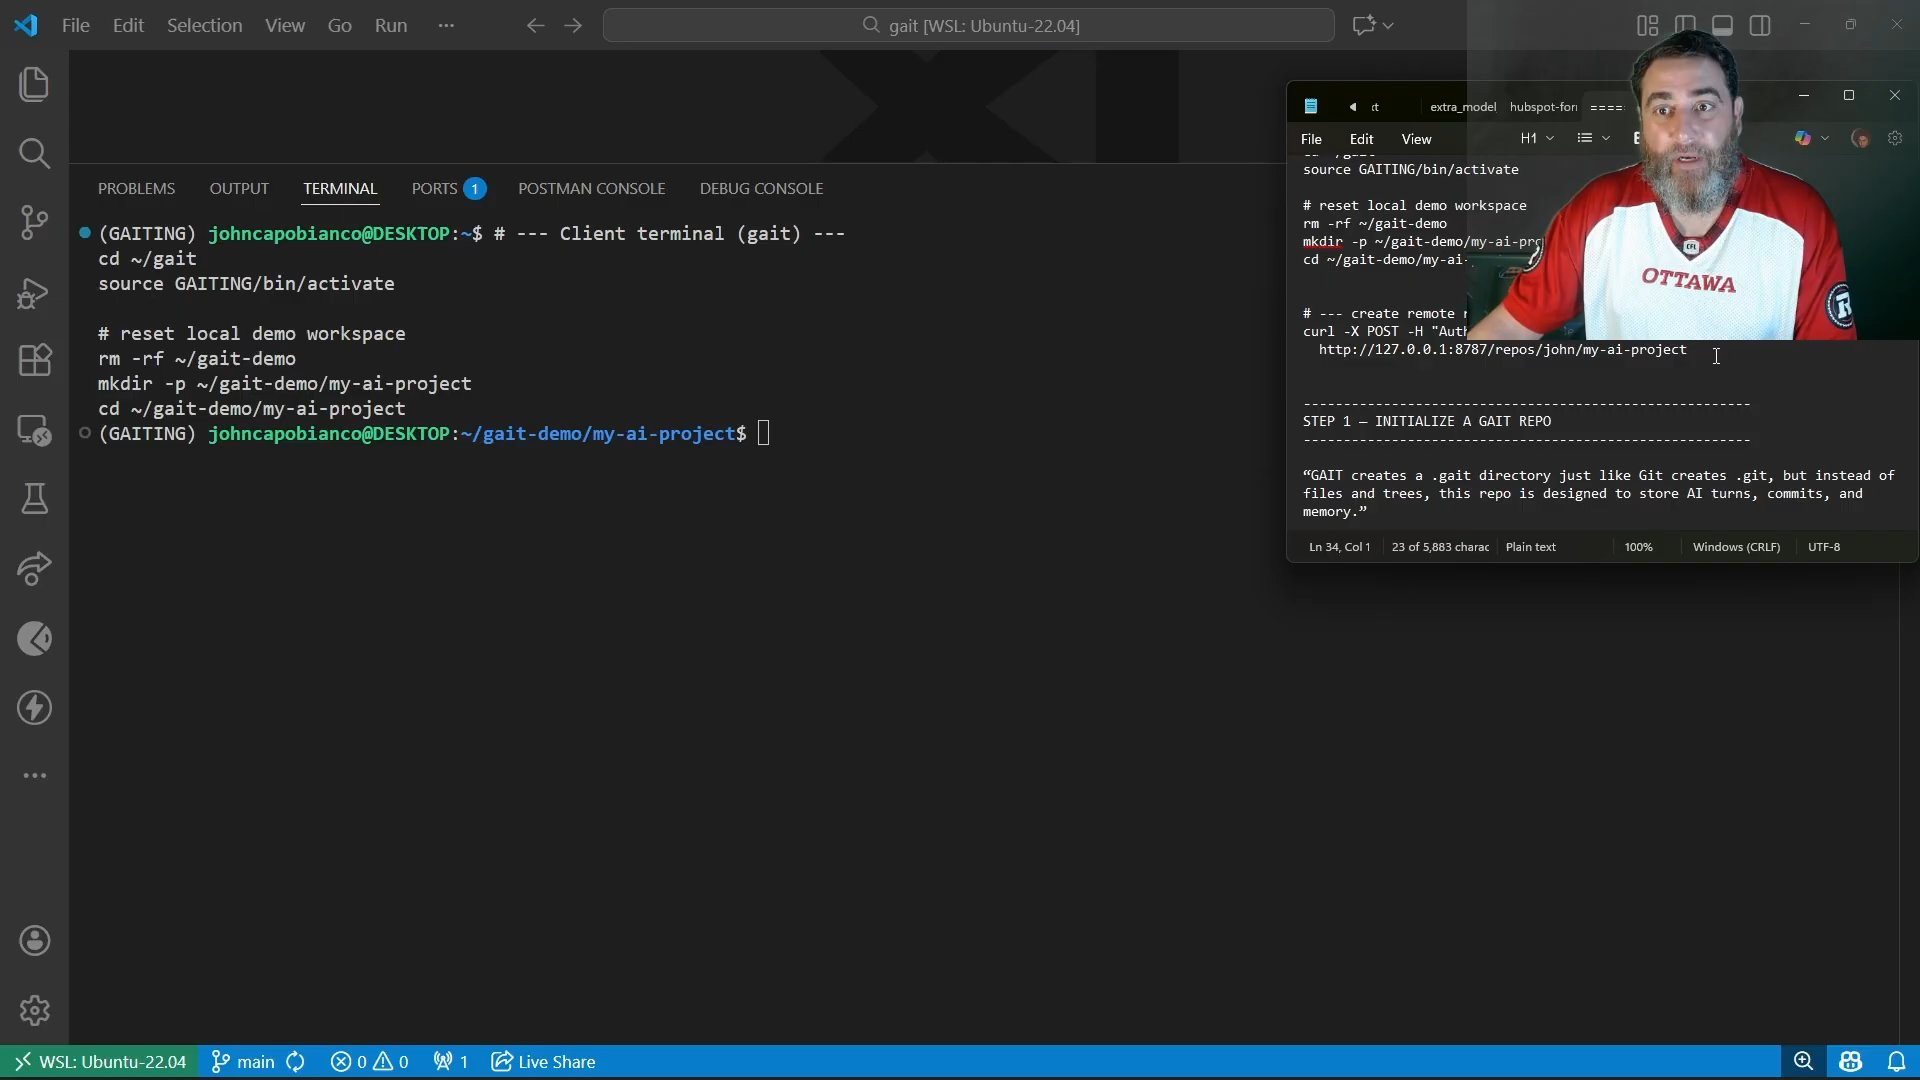 File Edit Selection View Go Run ···
gait [WSL: Ubuntu-22.04]
PROBLEMS OUTPUT TERMINAL PORTS 1 POSTMAN CONSOLE DEBUG CONSOLE
(GAITING) johncapobianco@DESKTOP:~$ # --- Client terminal (gait) ---
cd ~/gait
source GAITING/bin/activate
# reset local demo workspace
rm -rf ~/gait-demo
mkdir -p ~/gait-demo/my-ai-project
cd ~/gait-demo/my-ai-project
(GAITING) johncapobianco@DESKTOP:~/gait-demo/my-ai-project$
extra_model hubspot-for ====
File Edit View H1
source GAITING/bin/activate
# reset local demo workspace
rm -rf ~/gait-demo
mkdir -p ~/gait-demo/my-ai-pro
cd ~/gait-demo/my-ai-
# --- create remote r
curl -X POST -H "Auth
http://127.0.0.1:8787/repos/john/my-ai-project
-------------------------------------------------------
STEP 1 — INITIALIZE A GAIT REPO
-------------------------------------------------------
“GAIT creates a .gait directory just like Git creates .git, but instead of
files and trees, this repo is designed to store AI turns, commits, and
memory.”
Ln 34, Col 1 23 of 5,883 charac Plain text 100% Windows (CRLF) UTF-8
CFL
OTTAWA
R
WSL: Ubuntu-22.04 main 0 0 1 Live Share